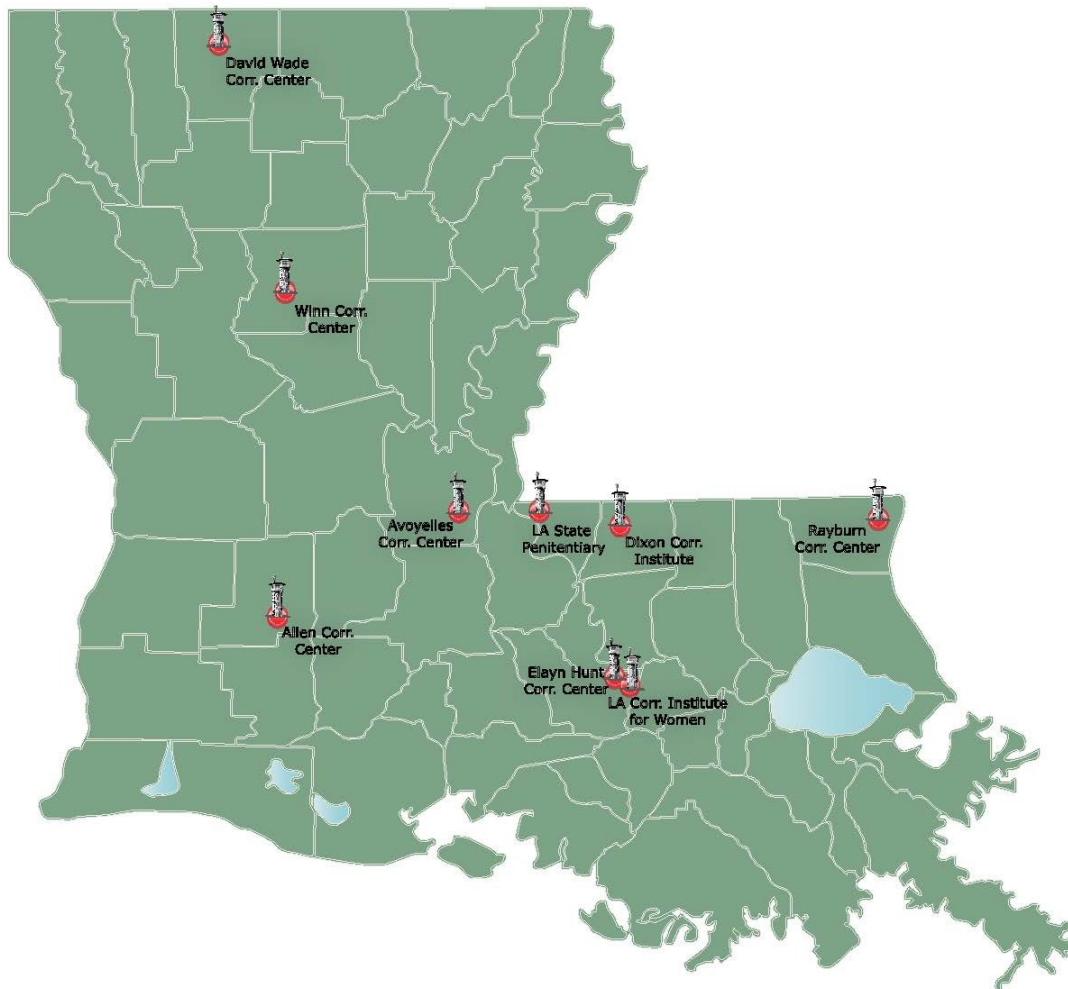 David Wade
Corr. Center
Winn Corr.
Center
Avoyelles
Corr. Center
LA State
Penitentiary
Dixon Corr.
Institute
Rayburn
Corr. Center
Allen Corr.
Center
Elayn Hunt
Corr. Center
LA Corr. Institute
for Women